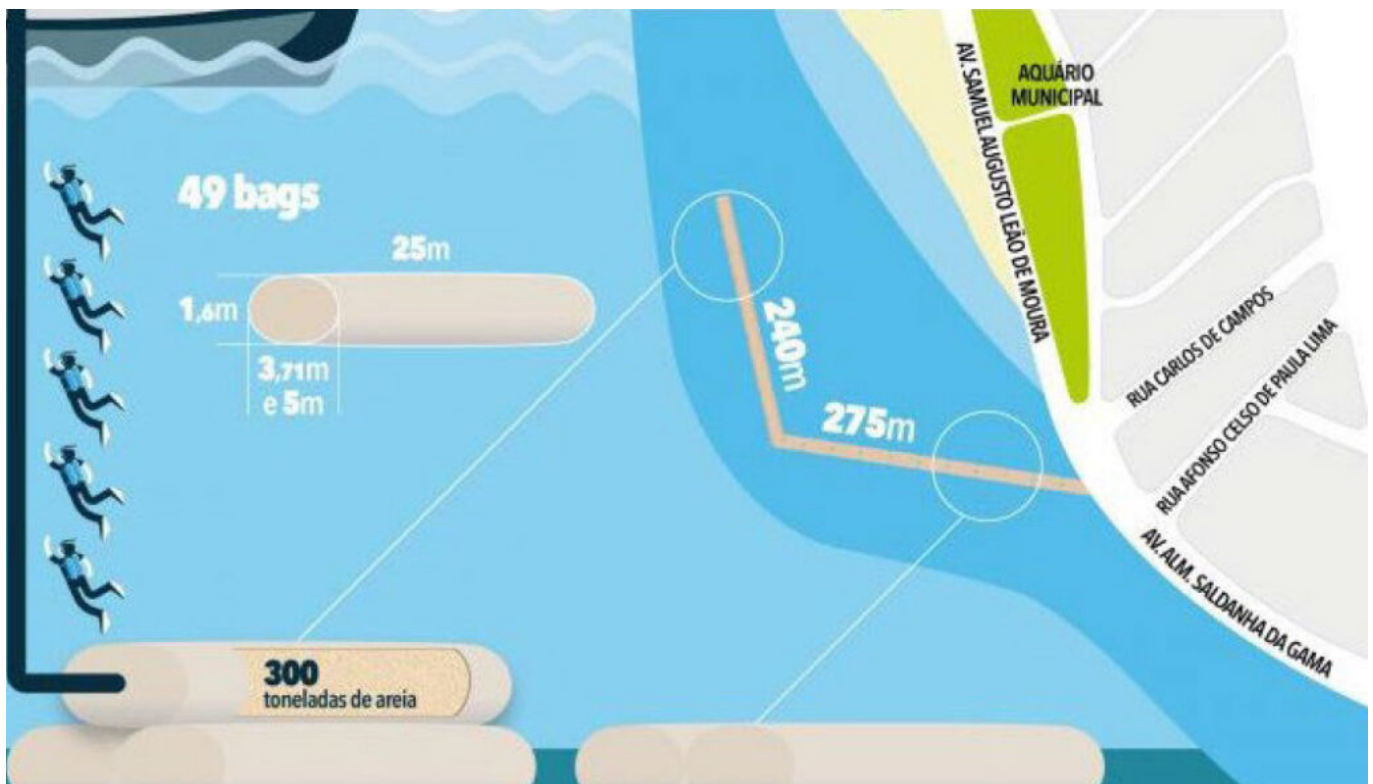 49 bags
25m
1,6m
3,71m
e 5m
300
toneladas de areia
240m
275m
AQUÁRIO
MUNICIPAL
AV. SAMUEL AUGUSTO LEÃO DE MOURA
RUA CARLOS DE CAMPOS
RUA AFONSO CELSO DE PAULA LIMA
AV. ALM. SALDANHA DA GAMA